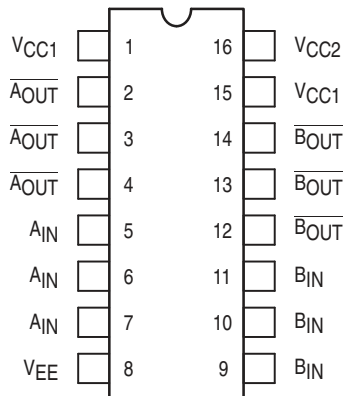 VCC1 1 16 VCC2
AOUT 2 15 VCC1
AOUT 3 14 BOUT
AOUT 4 13 BOUT
AIN 5 12 BOUT
AIN 6 11 BIN
AIN 7 10 BIN
VEE 8 9 BIN